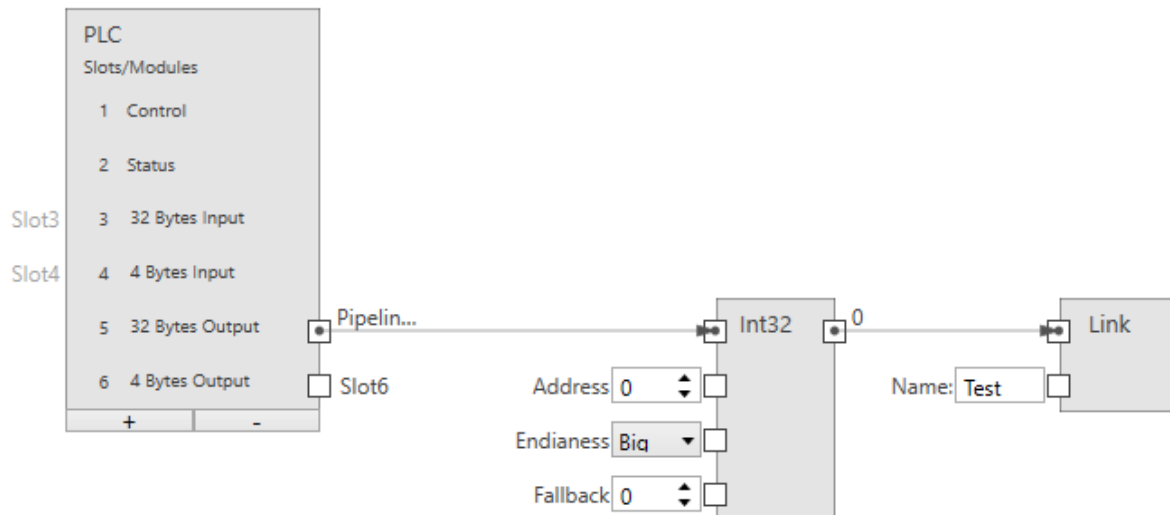 PLC
Slots/Modules
1 Control
2 Status
Slot3 3 32 Bytes Input
Slot4 4 4 Bytes Input
5 32 Bytes Output Pipelin... Int32 0 Link
6 4 Bytes Output Slot6 Address 0 Name: Test
+ -
Endianess Big
Fallback 0